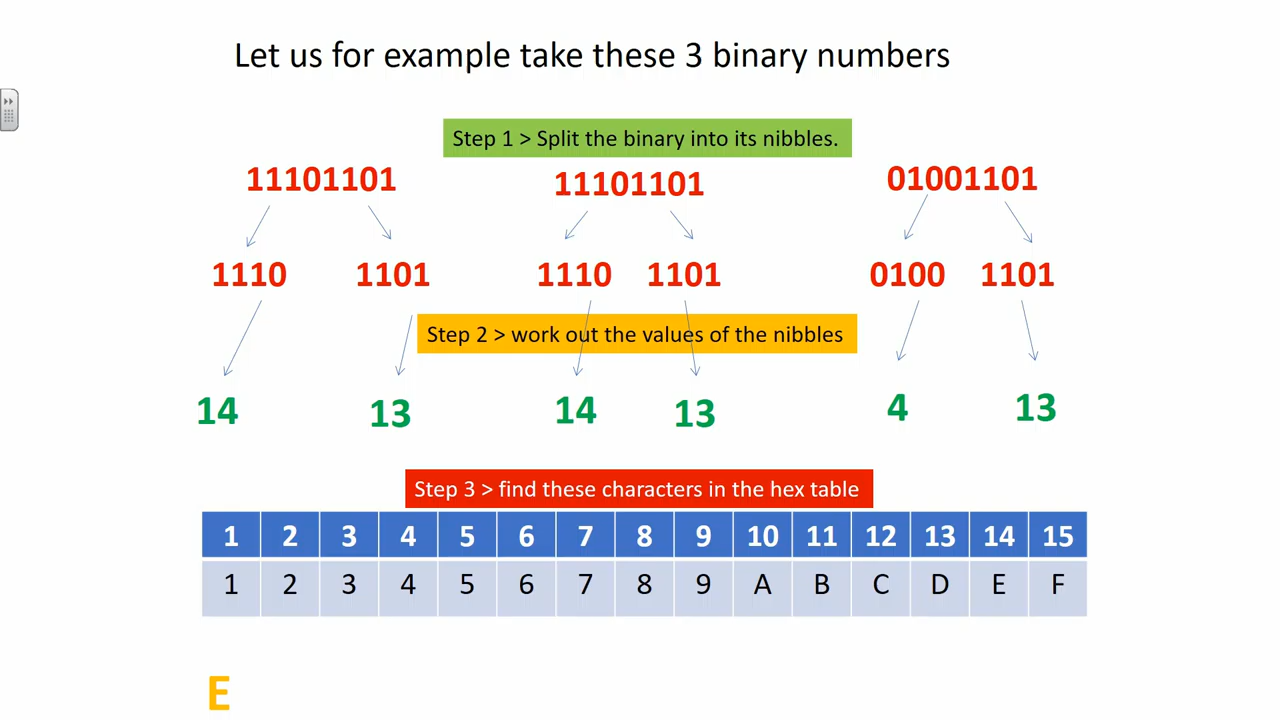 Let us for example take these 3 binary numbers
Step 1 > Split the binary into its nibbles.
11101101 11101101 01001101
1110 1101 1110 1101 0100 1101
Step 2 > work out the values of the nibbles
14 13 14 13 4 13
Step 3 > find these characters in the hex table
1 2 3 4 5 6 7 8 9 10 11 12 13 14 15
1 2 3 4 5 6 7 8 9 A B C D E F
E